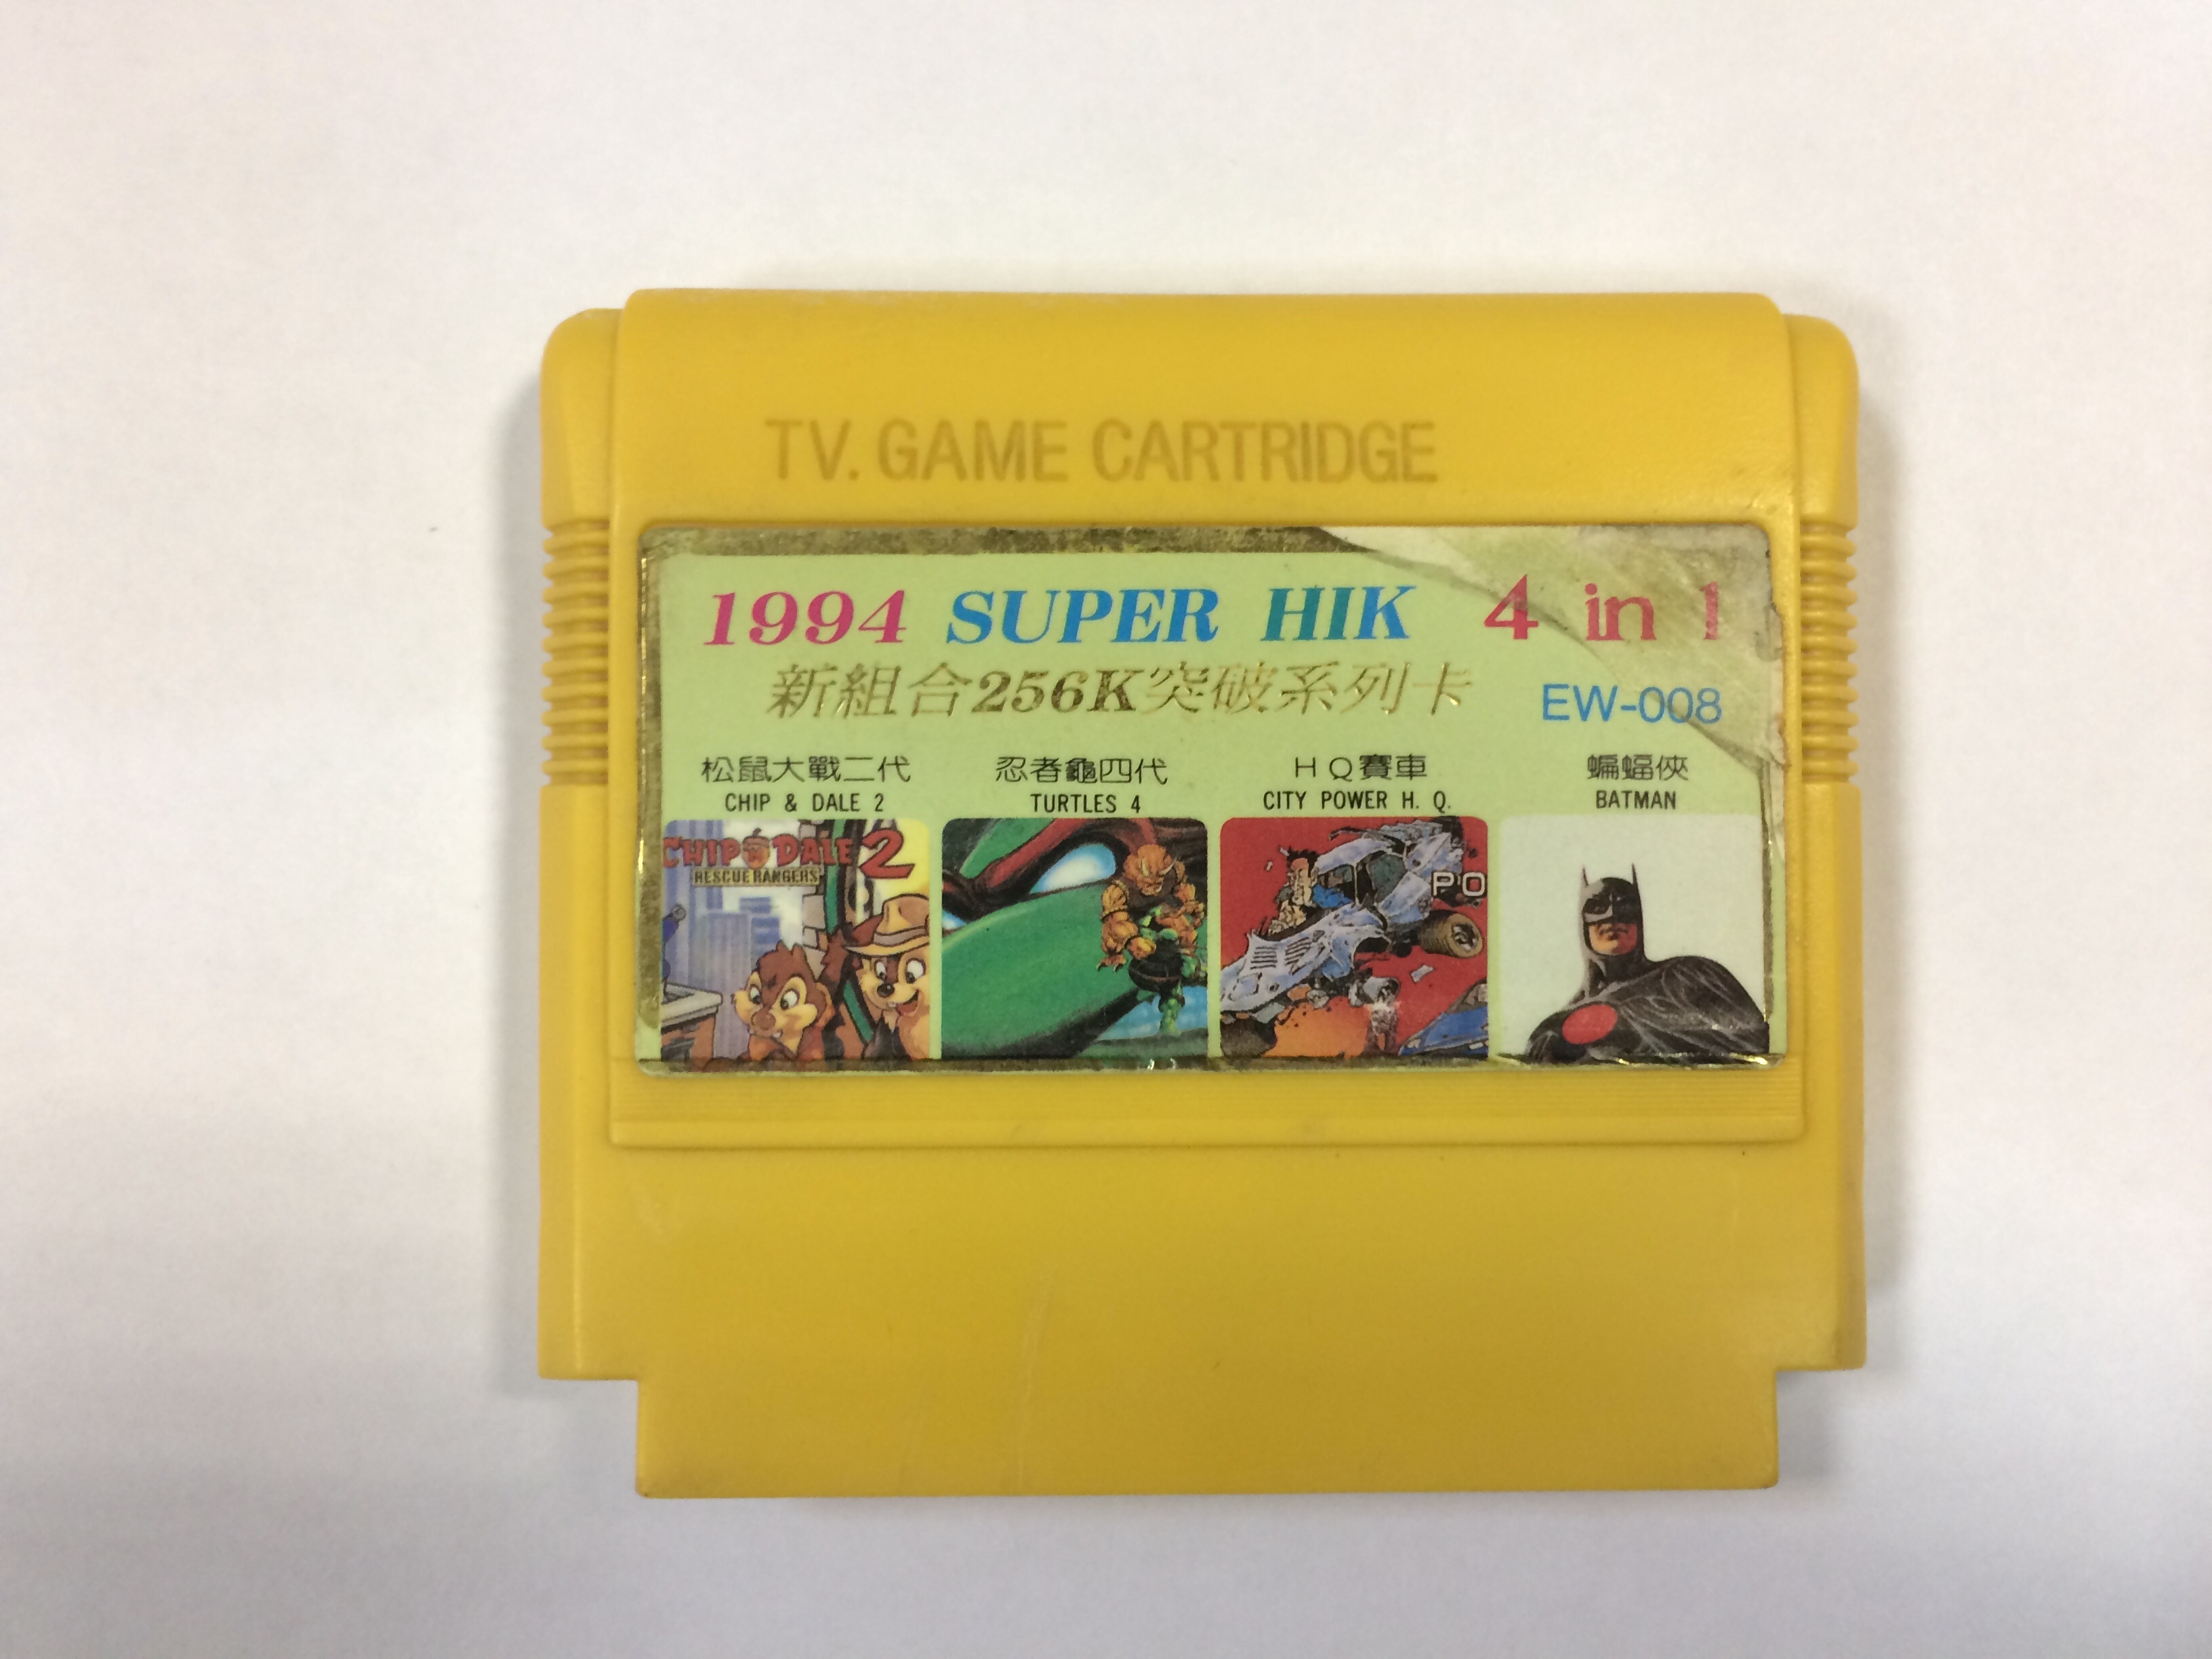 TV. GAME CARTRIDGE
1994 SUPER HIK 4 in 1
新組合256K突破系列卡
EW-008
松鼠大戰二代 忍者龜四代 HQ賽車 蝙蝠俠
CHIP & DALE 2 TURTLES 4 CITY POWER H. Q. BATMAN
CHIP DALE 2
RESCUE RANGERS
PO